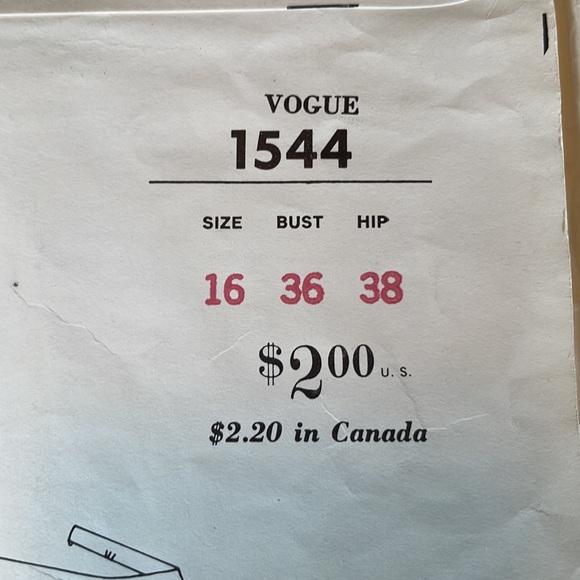 VOGUE
1544
SIZE BUST HIP
16 36 38
$2.00 U. S.
$2.20 in Canada